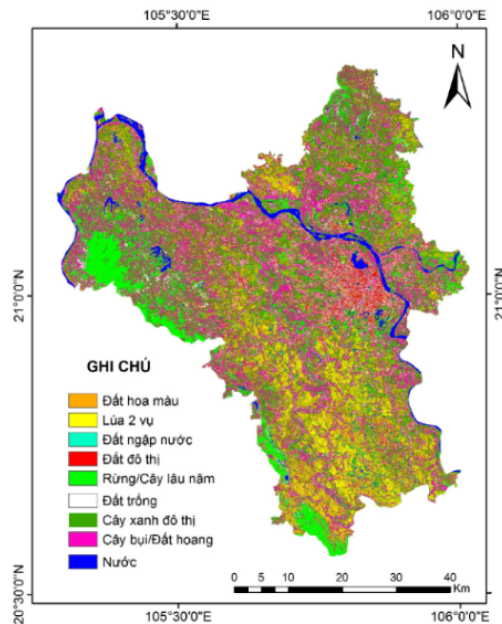 105°30'0"E
106°0'0"E
N
21°0'0"N
21°0'0"N
GHI CHÚ
Đất hoa màu
Lúa 2 vụ
Đất ngập nước
Đất đô thị
Rừng/Cây lâu năm
Đất trống
Cây xanh đô thị
Cây bụi/Đất hoang
Nước
0 5 10 20 30 40
Km
20°30'0"N
105°30'0"E
106°0'0"E